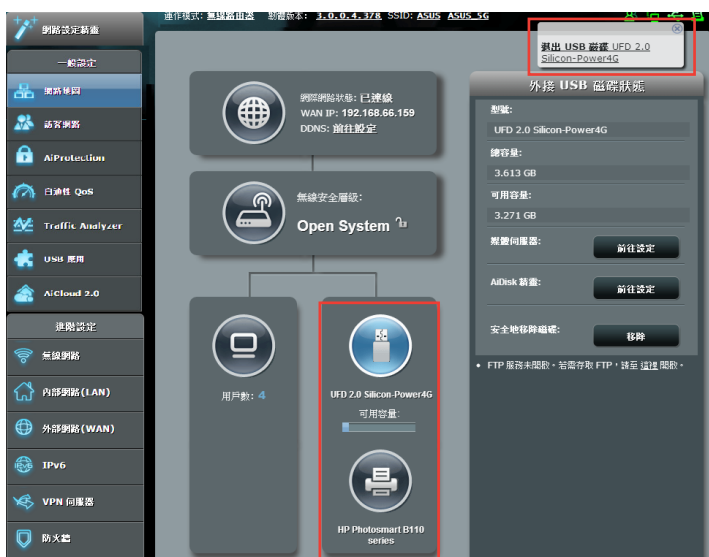 運作模式: 無線路由器 韌體版本: 3.0.0.4.378 SSID: ASUS ASUS_5G
網路設定精靈
一般設定
網路地圖
訪客網路
AiProtection
自適性 QoS
Traffic Analyzer
USB 應用
AiCloud 2.0
進階設定
無線網路
內部網路(LAN)
外部網路(WAN)
IPv6
VPN 伺服器
防火牆
網際網路狀態: 已連線
WAN IP: 192.168.66.159
DDNS: 前往設定
無線安全層級:
Open System
用戶數: 4
UFD 2.0 Silicon-Power4G
可用容量:
HP Photosmart B110
series
退出 USB 磁碟 UFD 2.0
Silicon-Power4G
外接 USB 磁碟狀態
型號:
UFD 2.0 Silicon-Power4G
總容量:
3.613 GB
可用容量:
3.271 GB
媒體伺服器:
前往設定
AiDisk 精靈:
前往設定
安全地移除磁碟:
移除
• FTP 服務未開啟。若需存取 FTP，請至 這裡 開啟。